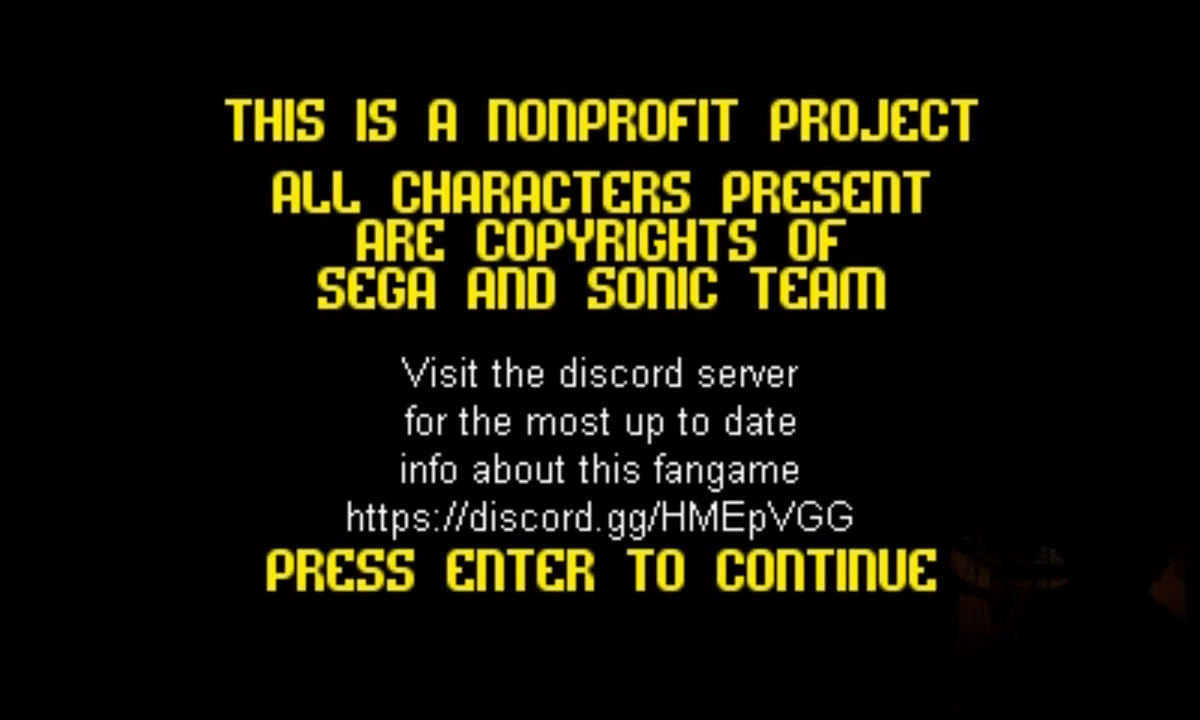 THIS IS A NONPROFIT PROJECT
ALL CHARACTERS PRESENT
ARE COPYRIGHTS OF
SEGA AND SONIC TEAM
Visit the discord server
for the most up to date
info about this fangame
https://discord.gg/HMEpVGG
PRESS ENTER TO CONTINUE